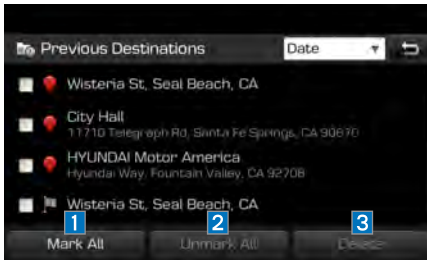 Previous Destinations
Date
Wisteria St, Seal Beach, CA
City Hall
11710 Telegraph Rd, Santa Fe Springs, CA 90670
HYUNDAI Motor America
Hyundai Way, Fountain Valley, CA 92708
Wisteria St, Seal Beach, CA
1 2 3
Mark All Unmark All Delete